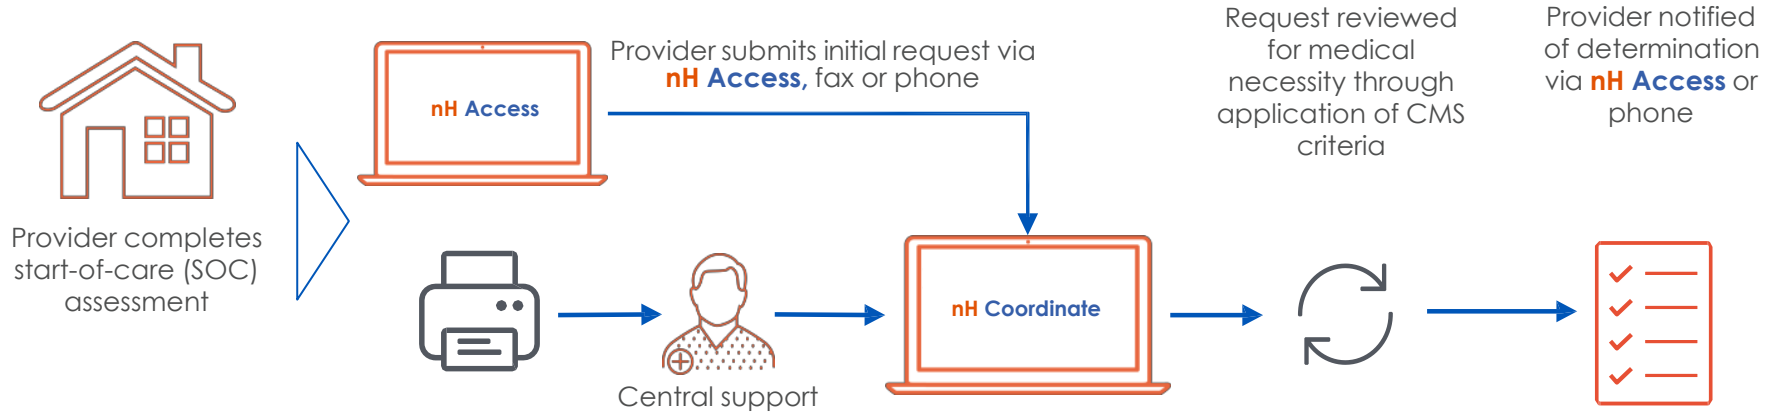 Provider completes
start-of-care (SOC)
assessment
nH Access
Provider submits initial request via
nH Access, fax or phone
Central support
nH Coordinate
Request reviewed
for medical
necessity through
application of CMS
criteria
Provider notified
of determination
via nH Access or
phone